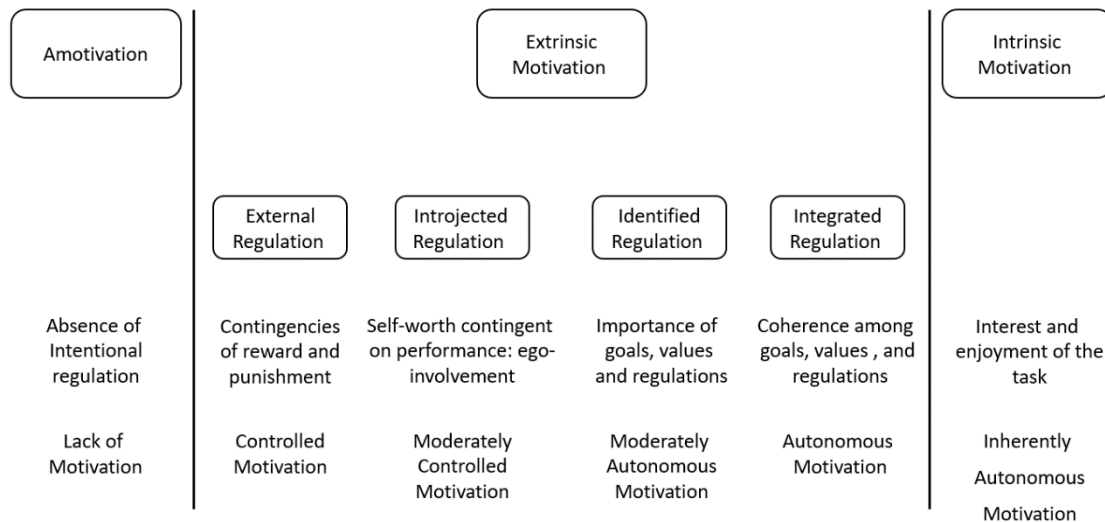 Amotivation
Extrinsic
Motivation
Intrinsic
Motivation
External
Regulation
Introjected
Regulation
Identified
Regulation
Integrated
Regulation
Absence of
Intentional
regulation
Contingencies
of reward and
punishment
Self-worth contingent
on performance: ego-
involvement
Importance of
goals, values
and regulations
Coherence among
goals, values , and
regulations
Interest and
enjoyment of the
task
Lack of
Motivation
Controlled
Motivation
Moderately
Controlled
Motivation
Moderately
Autonomous
Motivation
Autonomous
Motivation
Inherently
Autonomous
Motivation